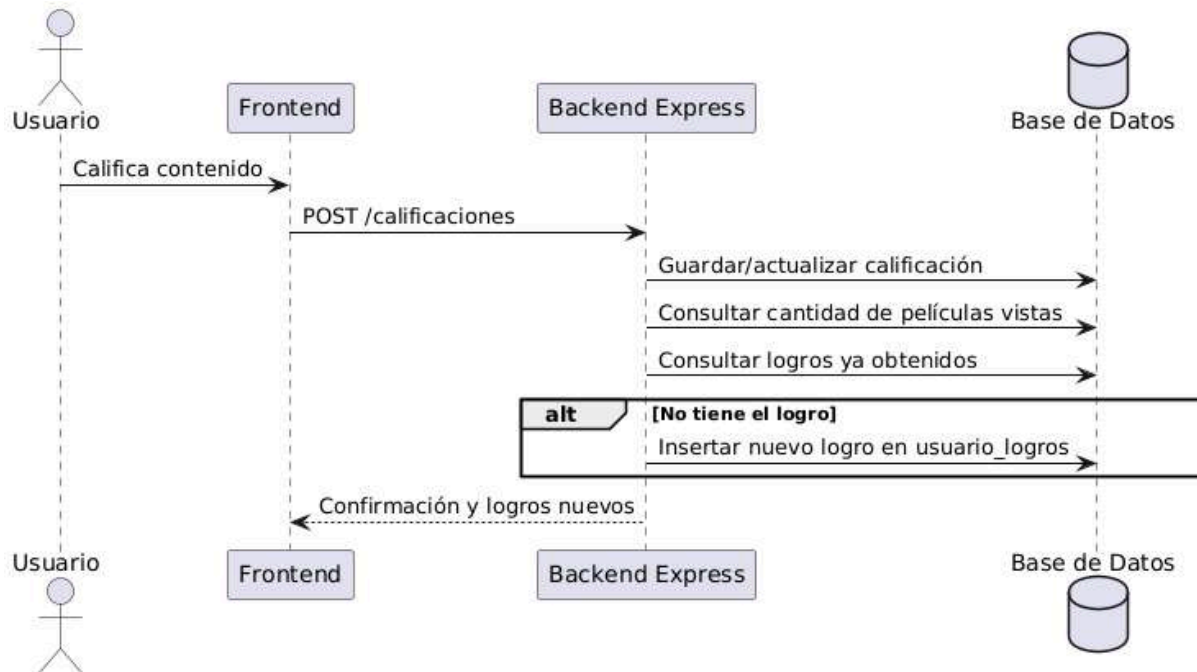 Usuario
Frontend
Backend Express
Base de Datos
Califica contenido
POST /calificaciones
Guardar/actualizar calificación
Consultar cantidad de películas vistas
Consultar logros ya obtenidos
alt [No tiene el logro]
Insertar nuevo logro en usuario_logros
Confirmación y logros nuevos
Usuario
Frontend
Backend Express
Base de Datos